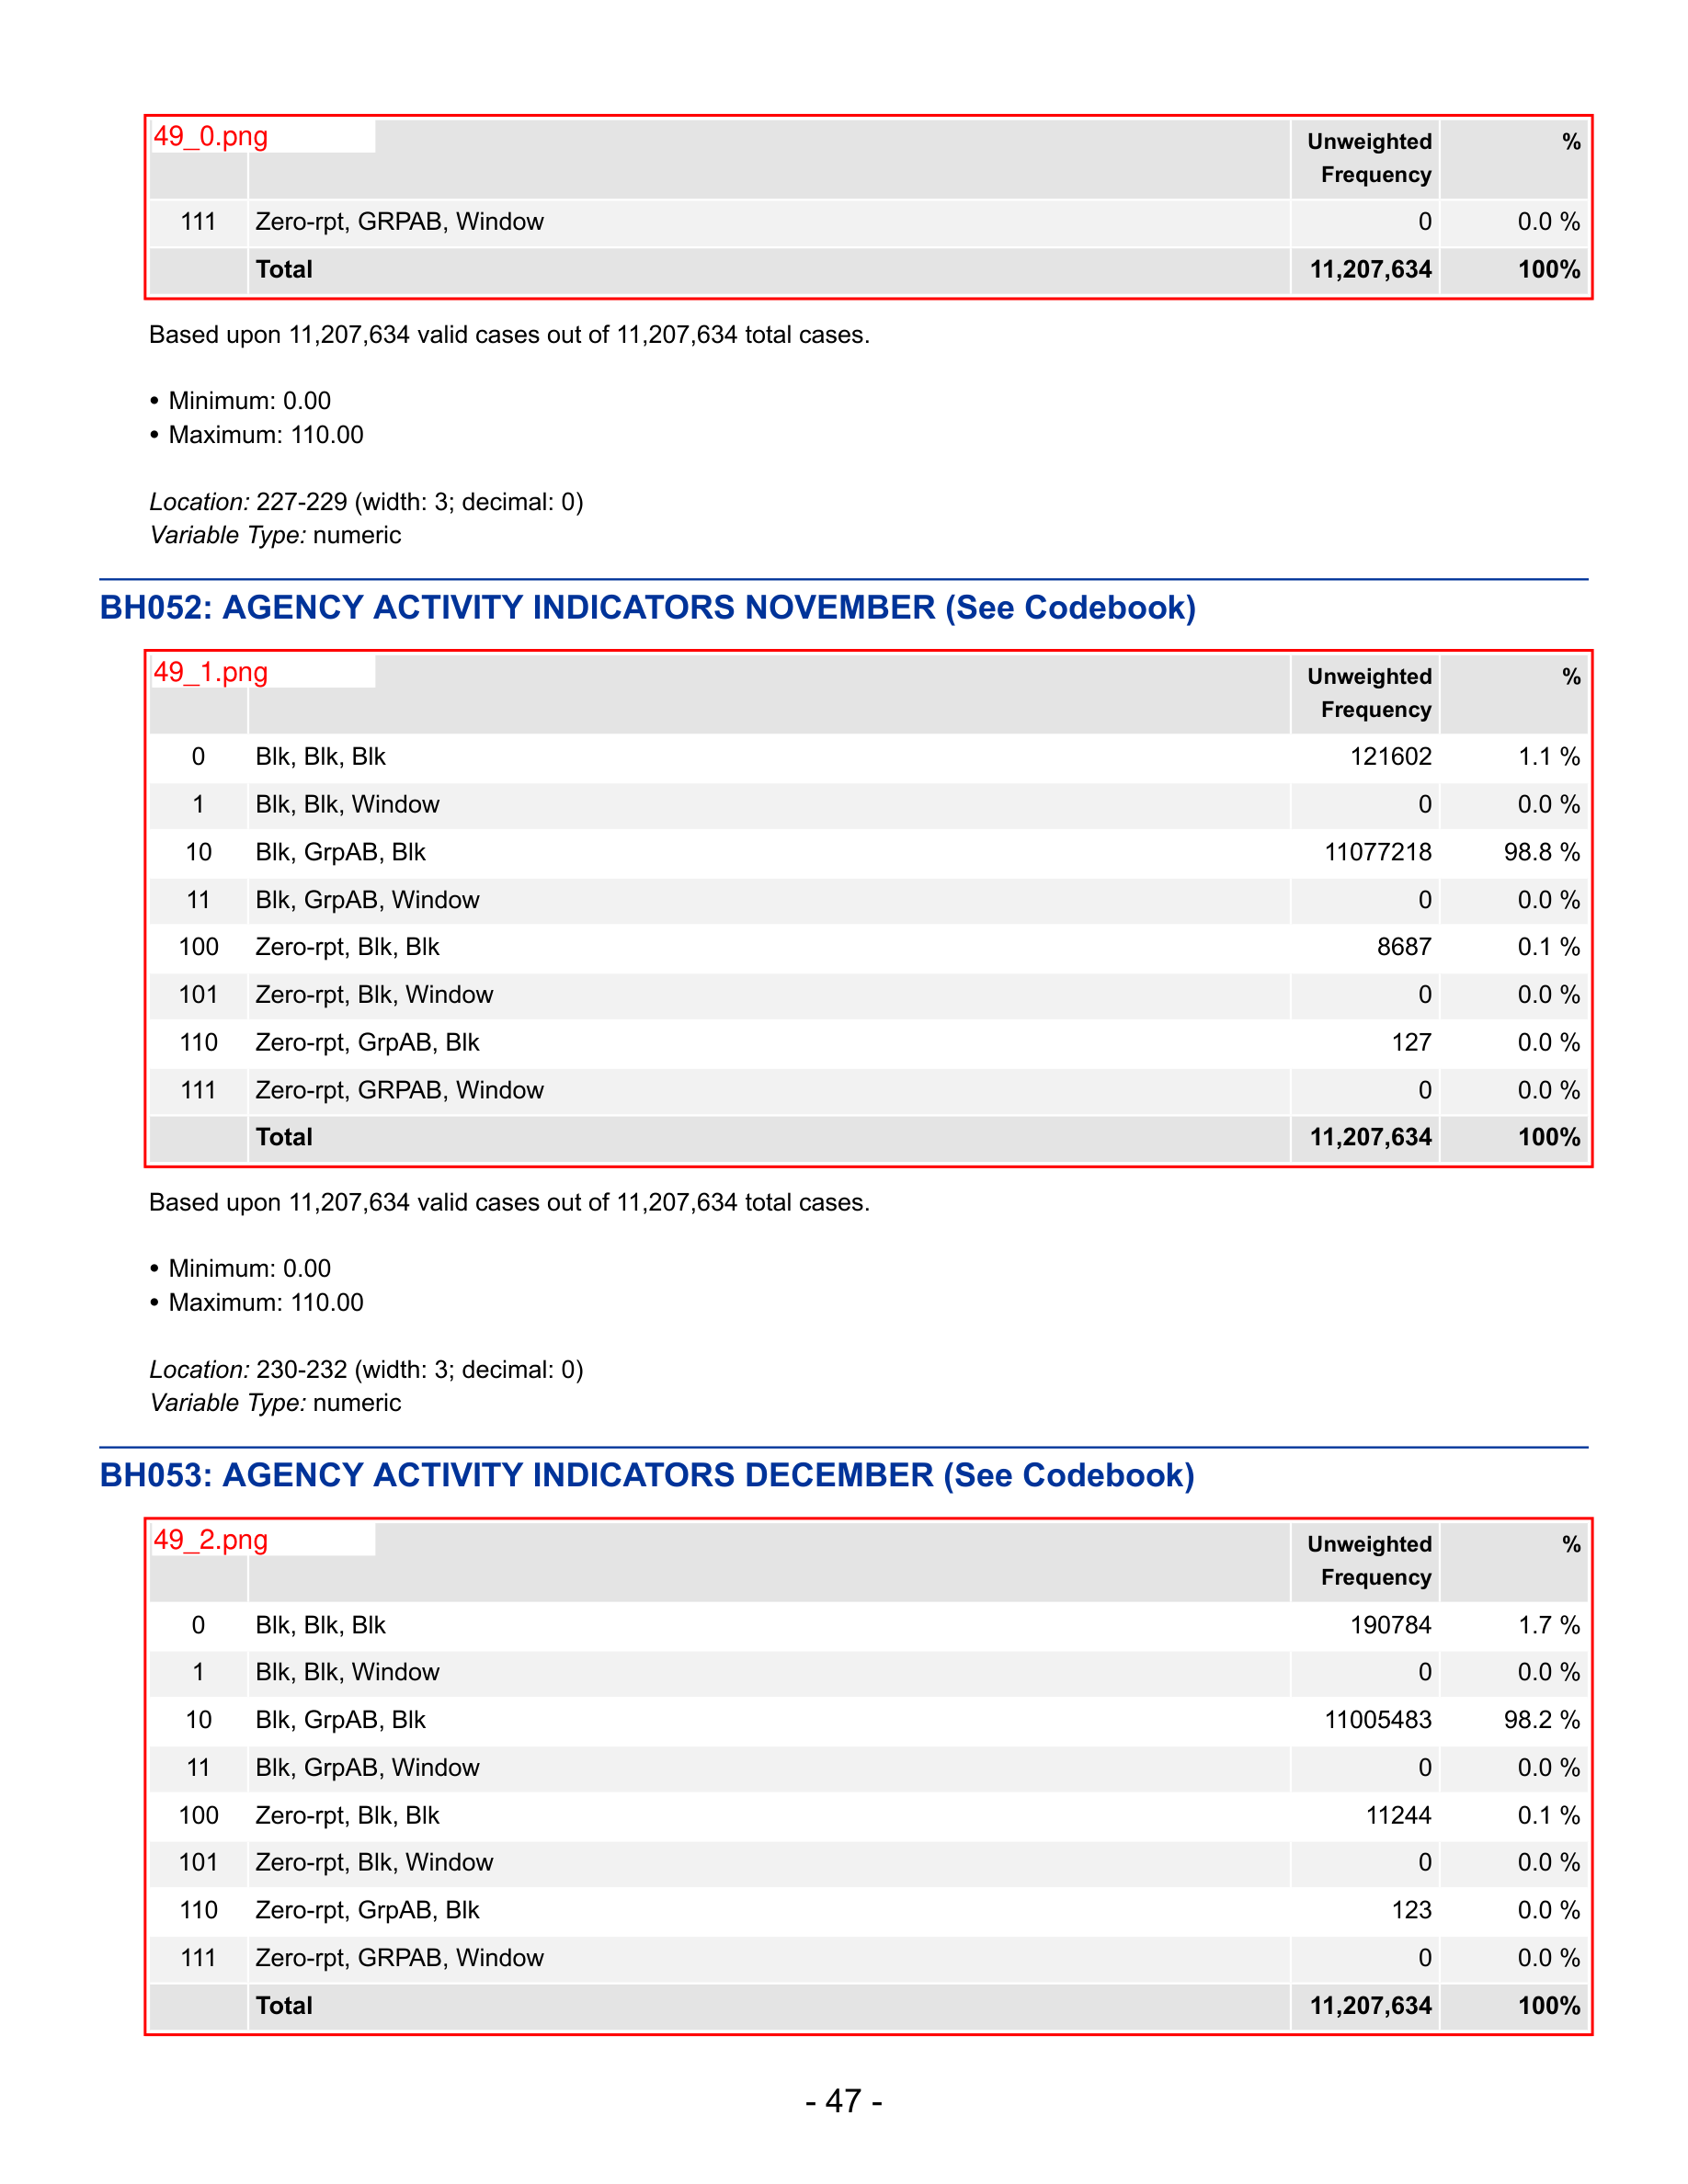 49_0.png
Unweighted Frequency %
111 Zero-rpt, GRPAB, Window 0 0.0 %
Total 11,207,634 100%
Based upon 11,207,634 valid cases out of 11,207,634 total cases.
• Minimum: 0.00
• Maximum: 110.00
Location: 227-229 (width: 3; decimal: 0)
Variable Type: numeric
BH052: AGENCY ACTIVITY INDICATORS NOVEMBER (See Codebook)
49_1.png
Unweighted Frequency %
0 Blk, Blk, Blk 121602 1.1 %
1 Blk, Blk, Window 0 0.0 %
10 Blk, GrpAB, Blk 11077218 98.8 %
11 Blk, GrpAB, Window 0 0.0 %
100 Zero-rpt, Blk, Blk 8687 0.1 %
101 Zero-rpt, Blk, Window 0 0.0 %
110 Zero-rpt, GrpAB, Blk 127 0.0 %
111 Zero-rpt, GRPAB, Window 0 0.0 %
Total 11,207,634 100%
Based upon 11,207,634 valid cases out of 11,207,634 total cases.
• Minimum: 0.00
• Maximum: 110.00
Location: 230-232 (width: 3; decimal: 0)
Variable Type: numeric
BH053: AGENCY ACTIVITY INDICATORS DECEMBER (See Codebook)
49_2.png
Unweighted Frequency %
0 Blk, Blk, Blk 190784 1.7 %
1 Blk, Blk, Window 0 0.0 %
10 Blk, GrpAB, Blk 11005483 98.2 %
11 Blk, GrpAB, Window 0 0.0 %
100 Zero-rpt, Blk, Blk 11244 0.1 %
101 Zero-rpt, Blk, Window 0 0.0 %
110 Zero-rpt, GrpAB, Blk 123 0.0 %
111 Zero-rpt, GRPAB, Window 0 0.0 %
Total 11,207,634 100%
- 47 -